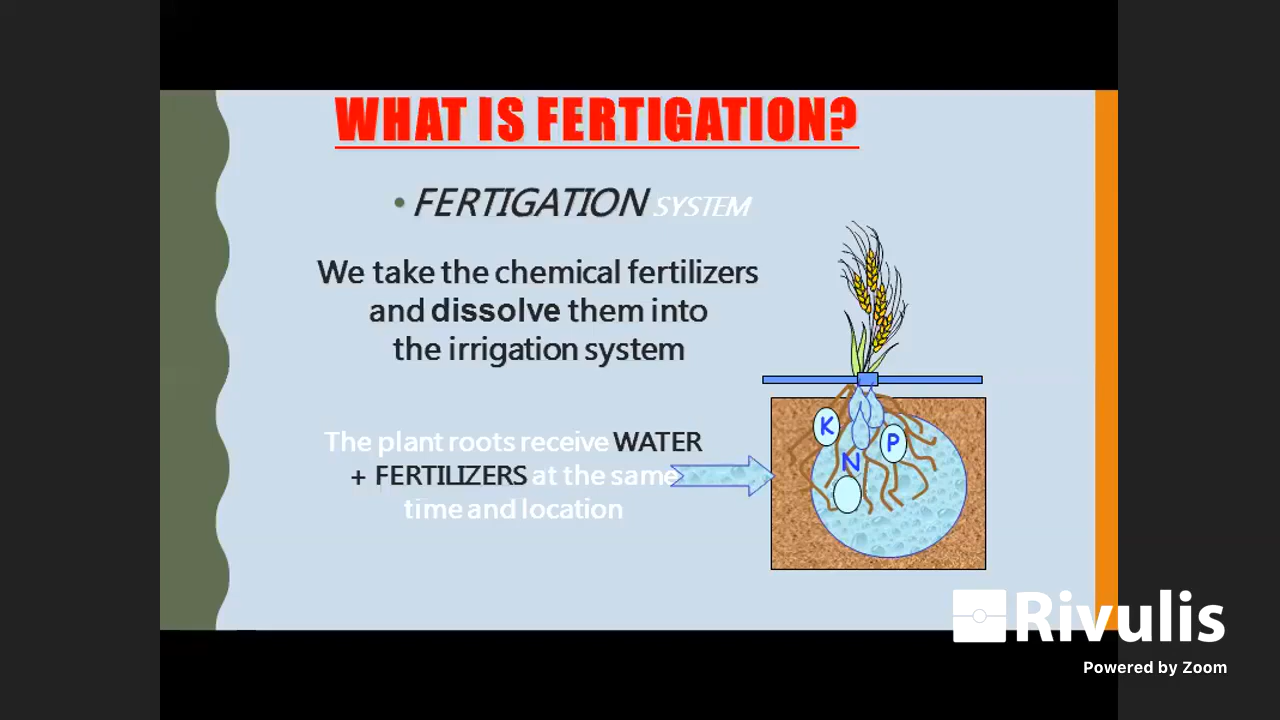 WHAT IS FERTIGATION?
• FERTIGATION SYSTEM
We take the chemical fertilizers
and dissolve them into
the irrigation system
The plant roots receive WATER
+ FERTILIZERS at the same
time and location
K
P
N
Rivulis
Powered by Zoom